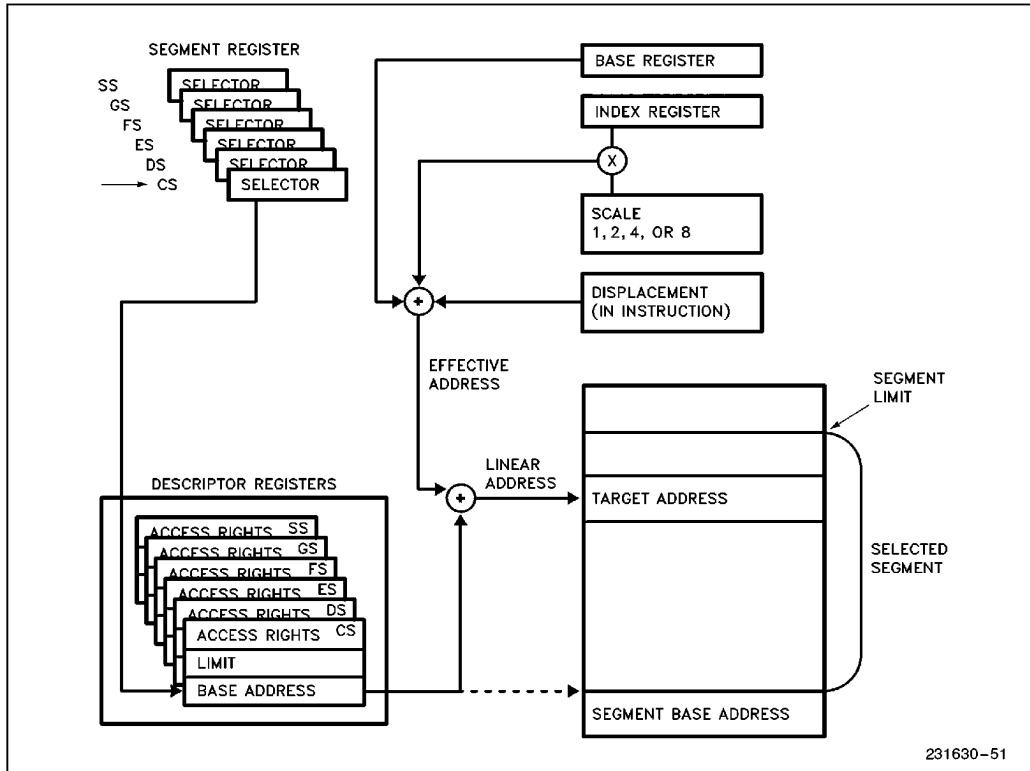 SEGMENT REGISTER
SS
GS
FS
ES
DS
CS
SELECTOR
SELECTOR
SELECTOR
SELECTOR
SELECTOR
SELECTOR
BASE REGISTER
INDEX REGISTER
X
SCALE
1, 2, 4, OR 8
+
DISPLACEMENT
(IN INSTRUCTION)
EFFECTIVE
ADDRESS
SEGMENT
LIMIT
LINEAR
ADDRESS
+
TARGET ADDRESS
SELECTED
SEGMENT
SEGMENT BASE ADDRESS
DESCRIPTOR REGISTERS
ACCESS RIGHTS SS
ACCESS RIGHTS GS
ACCESS RIGHTS FS
ACCESS RIGHTS ES
ACCESS RIGHTS DS
ACCESS RIGHTS CS
LIMIT
BASE ADDRESS
231630-51